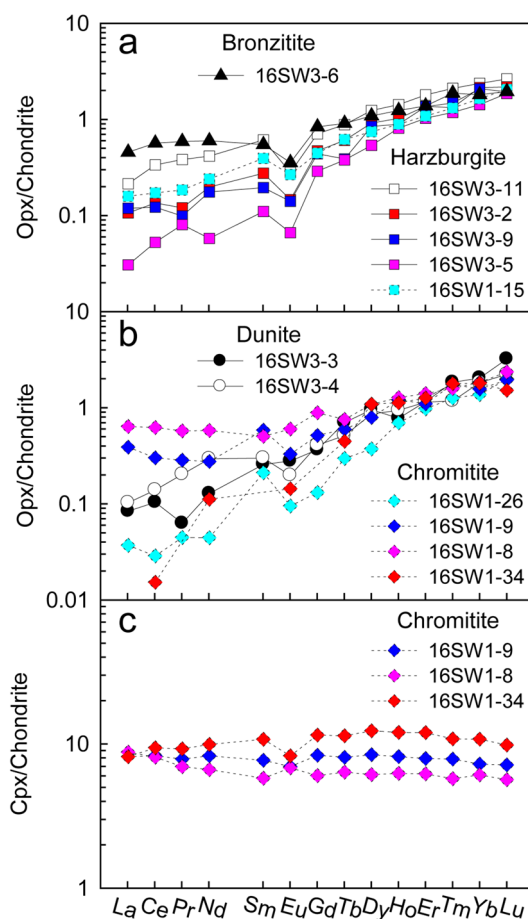 a
Bronzitite
16SW3-6
Harzburgite
16SW3-11
16SW3-2
16SW3-9
16SW3-5
16SW1-15
Opx/Chondrite
10
1
0.1
10
b
Dunite
16SW3-3
16SW3-4
Chromitite
16SW1-26
16SW1-9
16SW1-8
16SW1-34
Opx/Chondrite
1
0.1
0.01
c
Chromitite
16SW1-9
16SW1-8
16SW1-34
Cpx/Chondrite
10
1
La Ce Pr Nd Sm Eu Gd Tb Dy Ho Er Tm Yb Lu